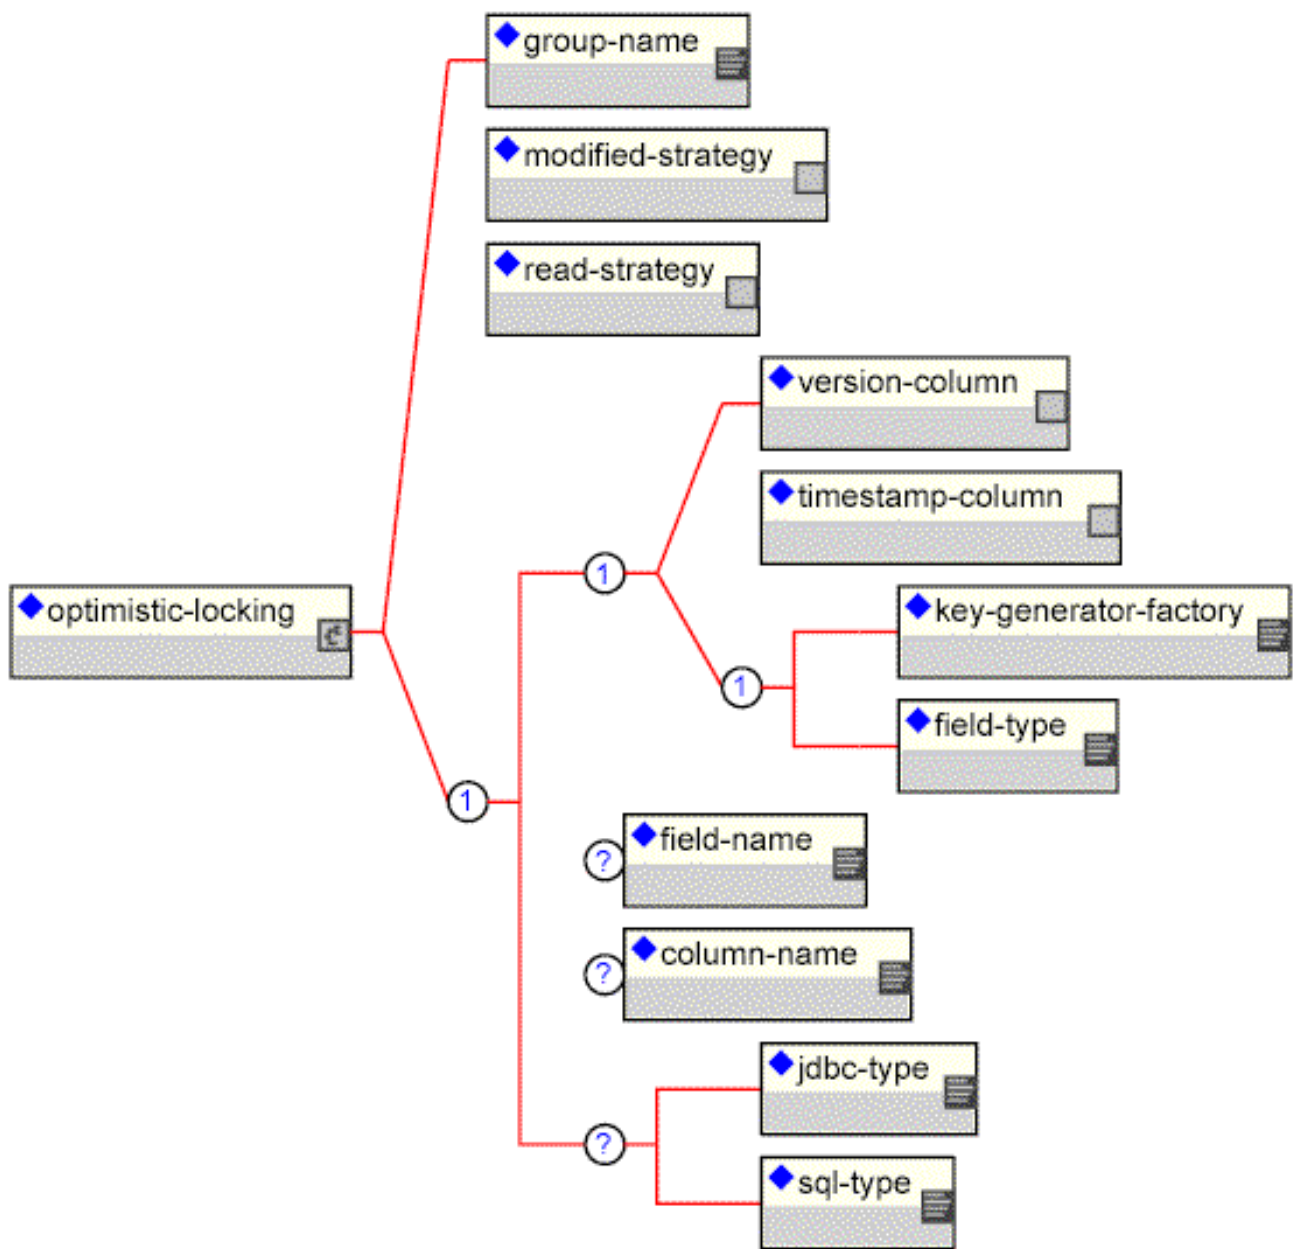 group-name
modified-strategy
read-strategy
version-column
timestamp-column
1
optimistic-locking
key-generator-factory
1
field-type
1
field-name
?
column-name
?
jdbc-type
?
sql-type